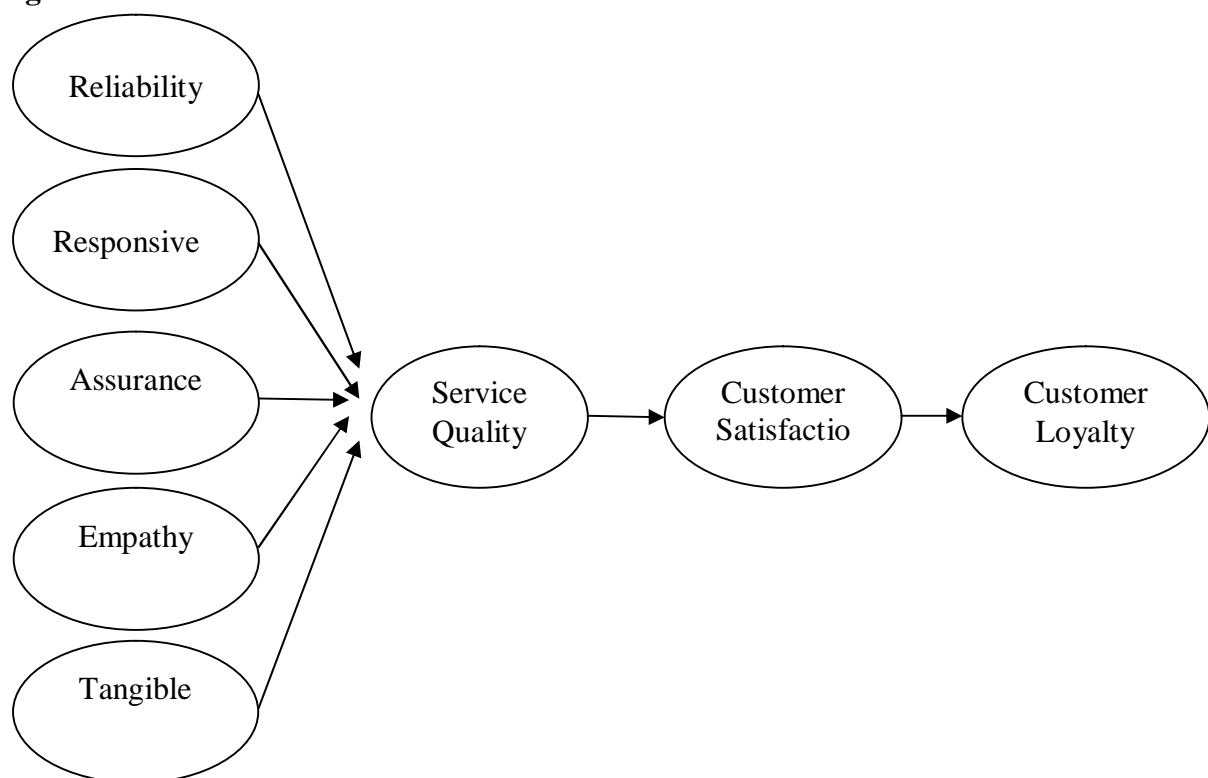 Reliability
Responsive
Assurance
Empathy
Tangible
Service
Quality
Customer
Satisfactio
Customer
Loyalty